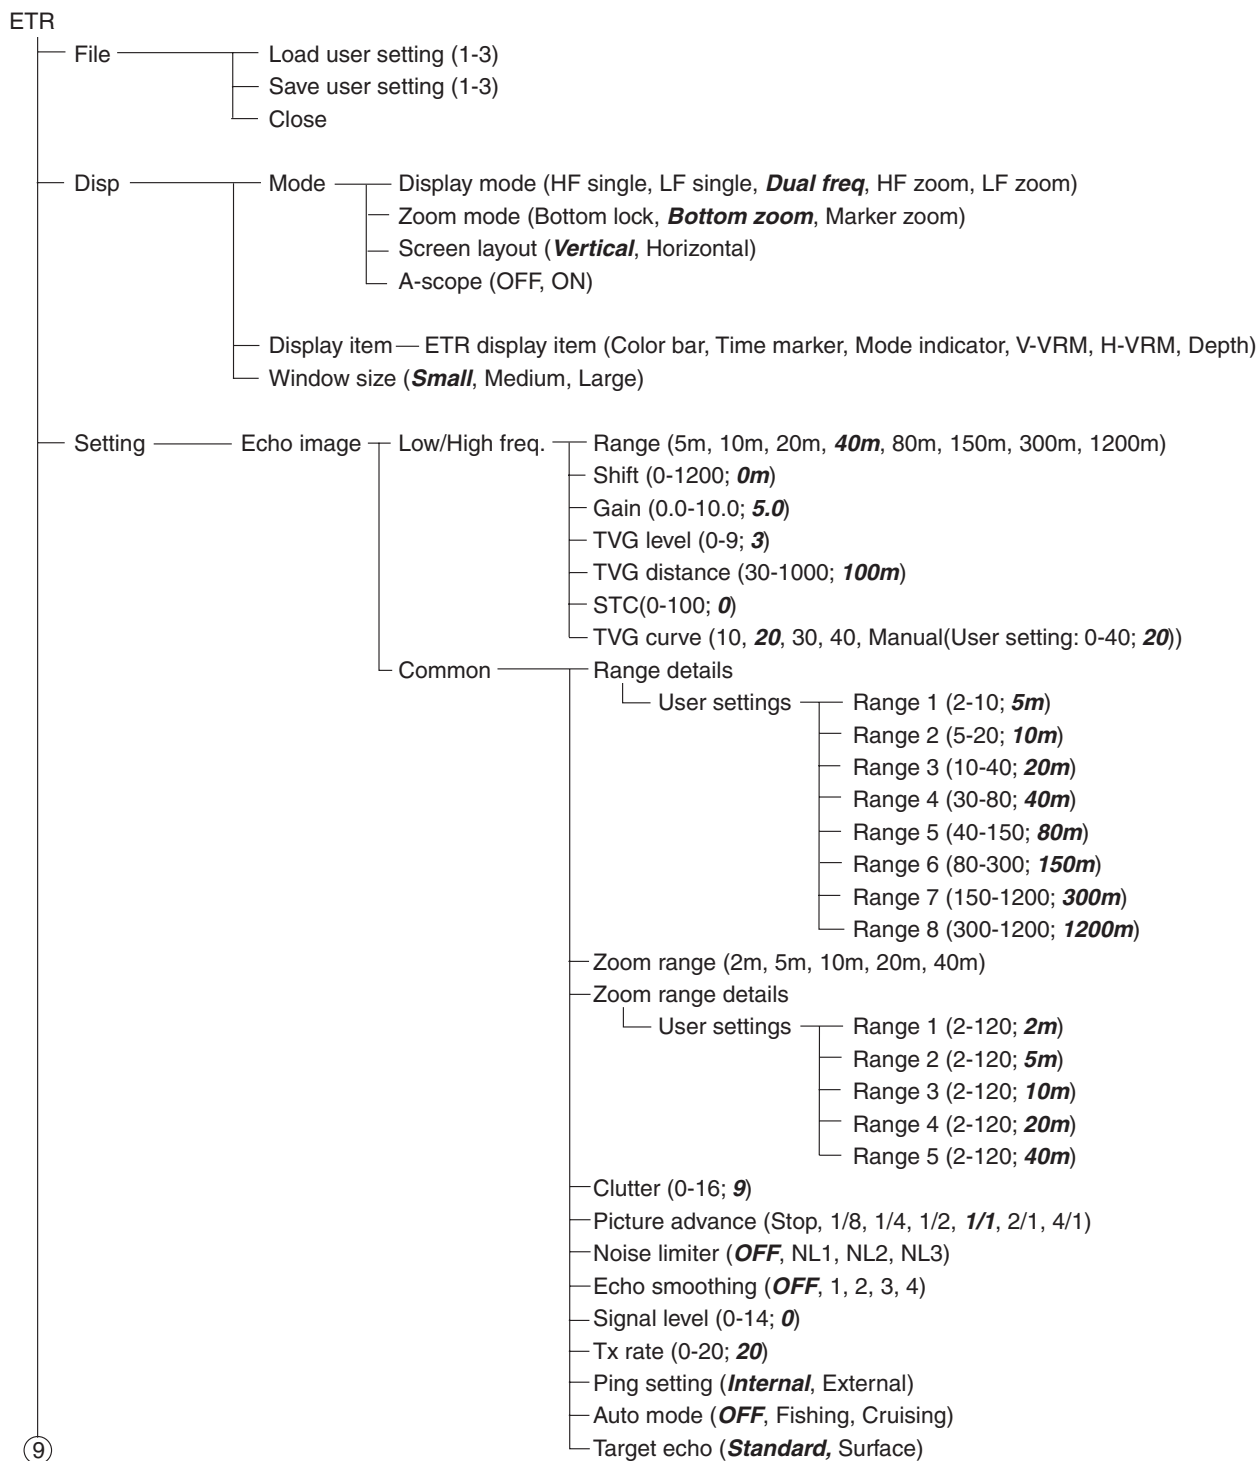 ETR
File
Load user setting (1-3)
Save user setting (1-3)
Close
Disp
Mode
Display mode (HF single, LF single, Dual freq, HF zoom, LF zoom)
Zoom mode (Bottom lock, Bottom zoom, Marker zoom)
Screen layout (Vertical, Horizontal)
A-scope (OFF, ON)
Display item
ETR display item (Color bar, Time marker, Mode indicator, V-VRM, H-VRM, Depth)
Window size (Small, Medium, Large)
Setting
Echo image
Low/High freq.
Range (5m, 10m, 20m, 40m, 80m, 150m, 300m, 1200m)
Shift (0-1200; 0m)
Gain (0.0-10.0; 5.0)
TVG level (0-9; 3)
TVG distance (30-1000; 100m)
STC(0-100; 0)
TVG curve (10, 20, 30, 40, Manual(User setting: 0-40; 20))
Common
Range details
User settings
Range 1 (2-10; 5m)
Range 2 (5-20; 10m)
Range 3 (10-40; 20m)
Range 4 (30-80; 40m)
Range 5 (40-150; 80m)
Range 6 (80-300; 150m)
Range 7 (150-1200; 300m)
Range 8 (300-1200; 1200m)
Zoom range (2m, 5m, 10m, 20m, 40m)
Zoom range details
User settings
Range 1 (2-120; 2m)
Range 2 (2-120; 5m)
Range 3 (2-120; 10m)
Range 4 (2-120; 20m)
Range 5 (2-120; 40m)
Clutter (0-16; 9)
Picture advance (Stop, 1/8, 1/4, 1/2, 1/1, 2/1, 4/1)
Noise limiter (OFF, NL1, NL2, NL3)
Echo smoothing (OFF, 1, 2, 3, 4)
Signal level (0-14; 0)
Tx rate (0-20; 20)
Ping setting (Internal, External)
Auto mode (OFF, Fishing, Cruising)
Target echo (Standard, Surface)
9